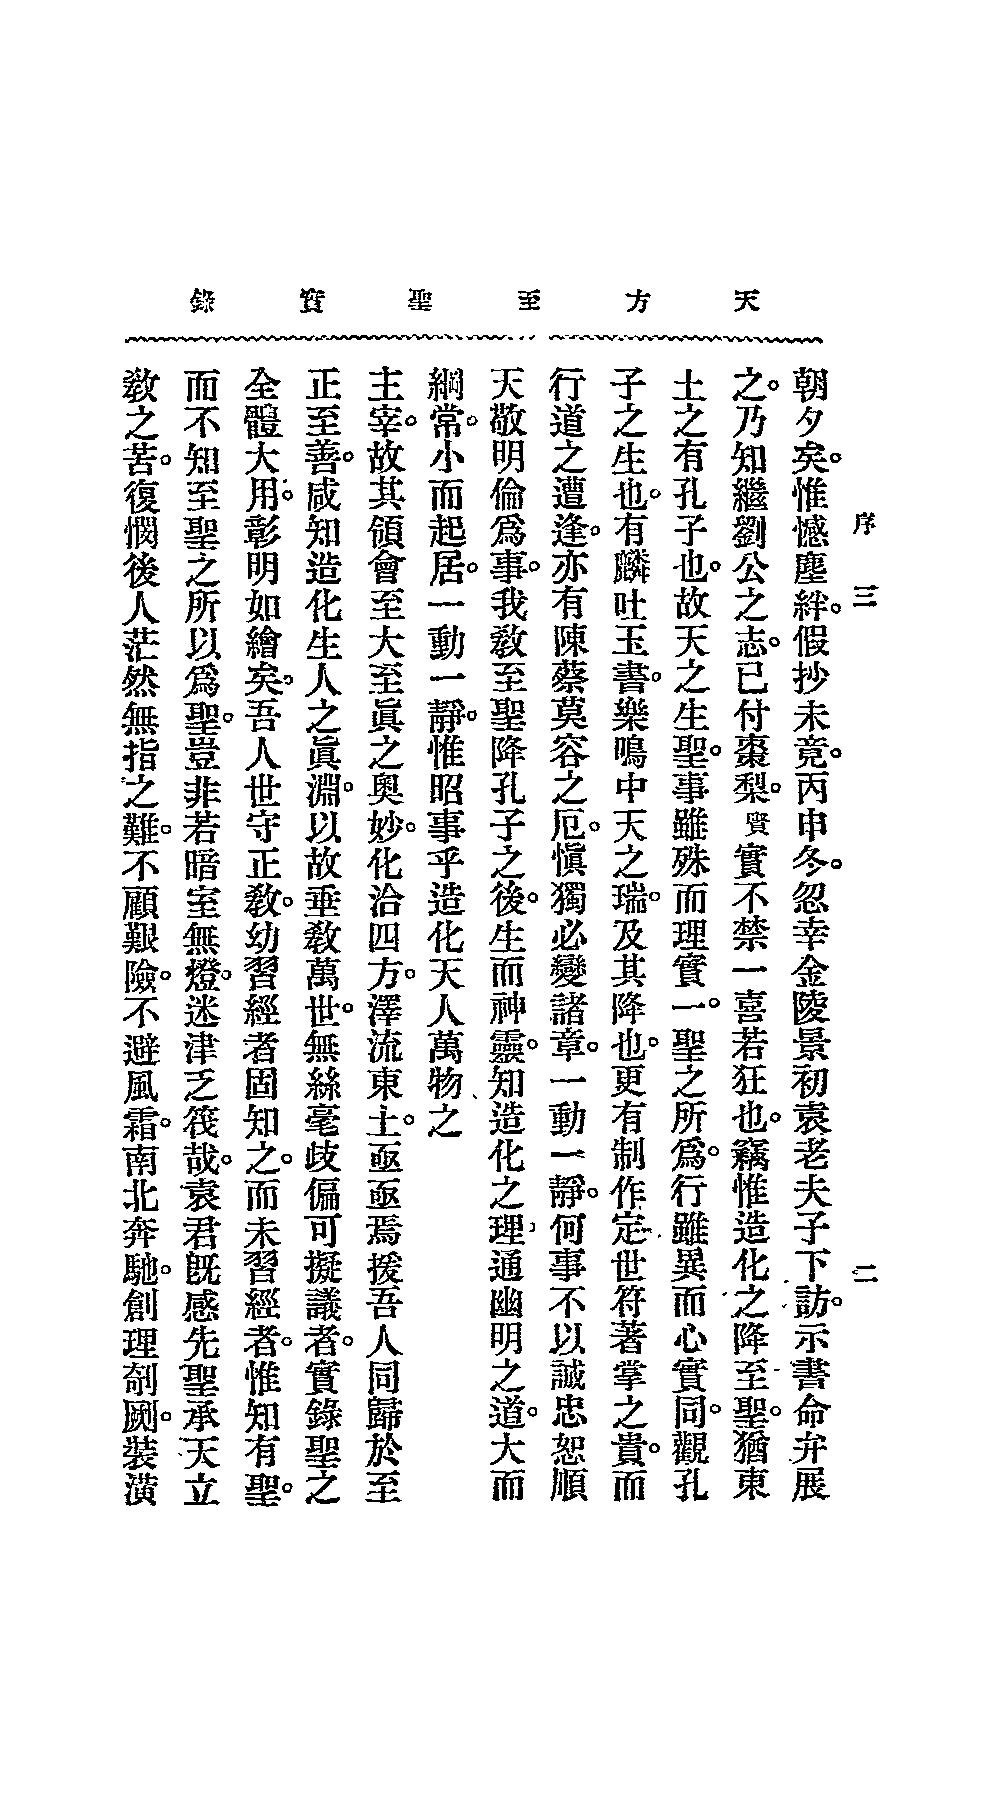 天方至聖實錄
序三　二
朝夕矣。惟憾塵絆。假抄未竟。丙申冬。忽幸金陵景初袁老夫子下訪。示書命弁展
之。乃知繼劉公之志。已付棗梨。賢實不禁一喜若狂也。竊惟造化之降至聖。猶東
土之有孔子也。故天之生聖。事雖殊而理實一。聖之所爲。行雖異而心實同。觀孔
子之生也。有麟吐玉書。樂鳴中天之瑞。及其降也。更有制作定世符著掌之貴。而
行道之遭逢。亦有陳蔡莫容之厄。愼獨必變諸章。一動一靜。何事不以誠忠恕順
天敬明倫爲事。我敎至聖降孔子之後。生而神靈。知造化之理通幽明之道。大而
綱常。小而起居。一動一靜。惟昭事乎造化天人萬物之
主宰。故其領會至大至眞之奧妙。化洽四方。澤流東土。亟亟焉援吾人同歸於至
正至善。咸知造化生人之眞淵。以故垂敎萬世。無絲毫歧偏可擬議者。實錄聖之
全體大用。彰明如繪矣。吾人世守正敎。幼習經者固知之。而未習經者。惟知有聖。
而不知至聖之所以爲聖。豈非若暗室無燈。迷津乏筏哉。袁君旣感先聖承天立
敎之苦。復憫後人茫然無指之難。不顧艱險。不避風霜。南北奔馳。創理剞劂。裝潢